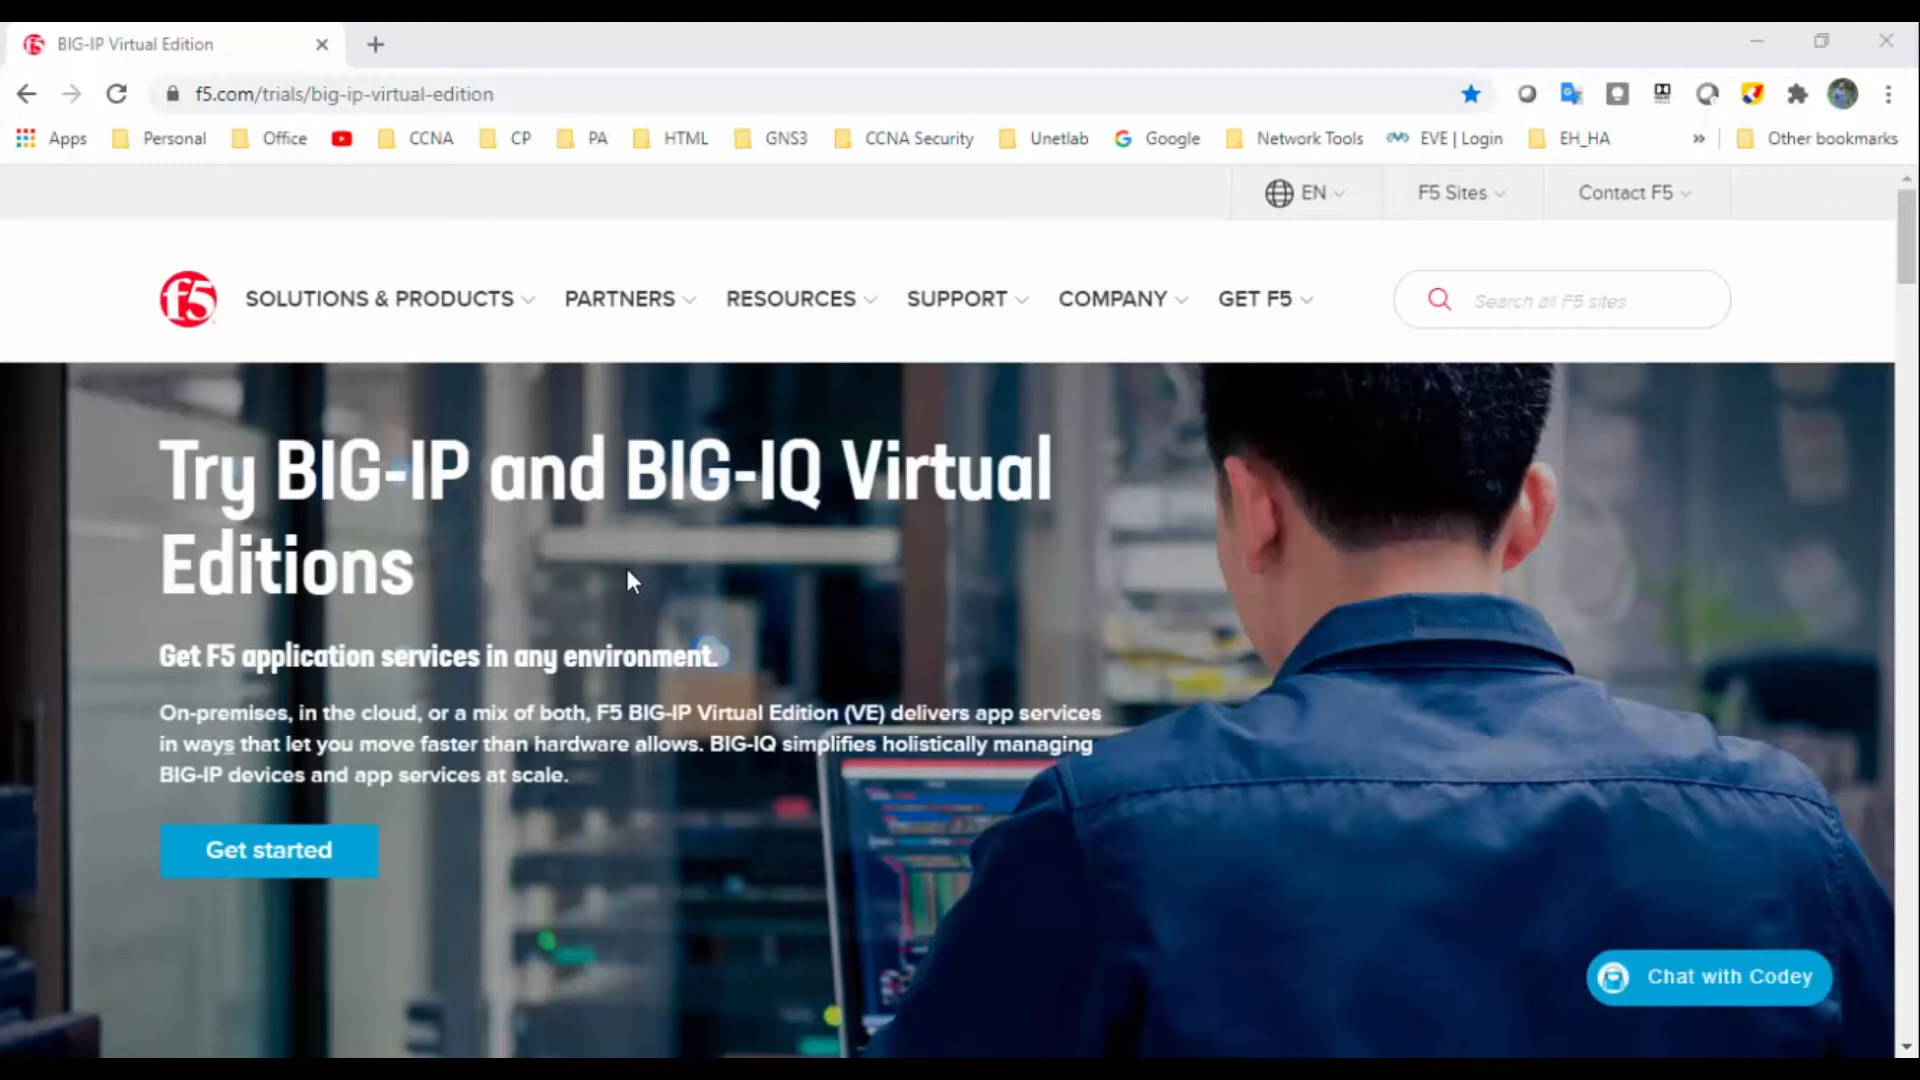 BIG-IP Virtual Edition
f5.com/trials/big-ip-virtual-edition
Apps Personal Office CCNA CP PA HTML GNS3 CCNA Security Unetlab Google Network Tools EVE | Login EH_HA » Other bookmarks
EN F5 Sites Contact F5
f5 SOLUTIONS & PRODUCTS PARTNERS RESOURCES SUPPORT COMPANY GET F5 Search all F5 sites
Try BIG-IP and BIG-IQ Virtual
Editions
Get F5 application services in any environment.
On-premises, in the cloud, or a mix of both, F5 BIG-IP Virtual Edition (VE) delivers app services
in ways that let you move faster than hardware allows. BIG-IQ simplifies holistically managing
BIG-IP devices and app services at scale.
Get started
Chat with Codey